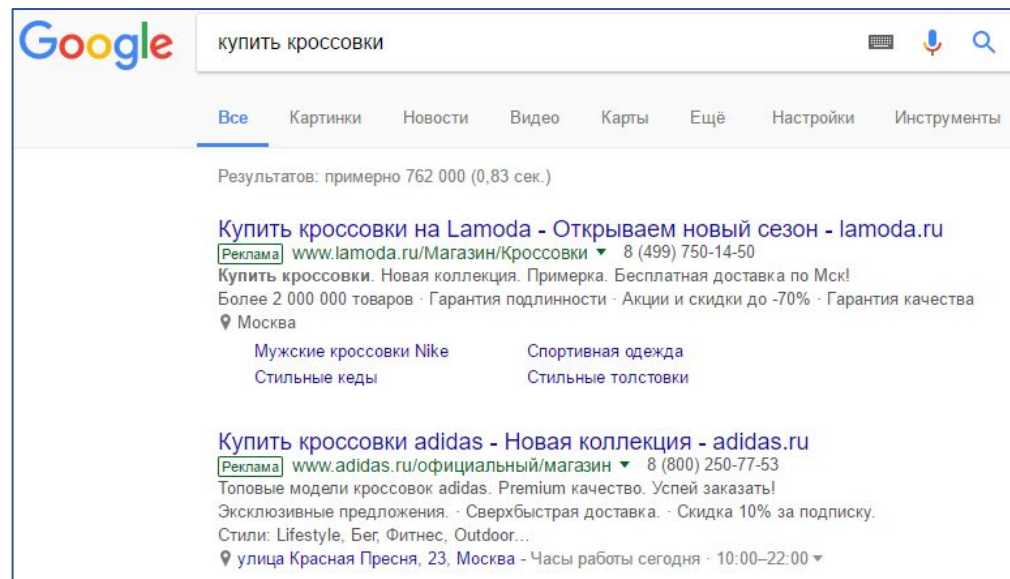 Google
купить кроссовки
Все Картинки Новости Видео Карты Ещё Настройки Инструменты
Результатов: примерно 762 000 (0,83 сек.)
Купить кроссовки на Lamoda - Открываем новый сезон - lamoda.ru
Реклама www.lamoda.ru/Магазин/Кроссовки 8 (499) 750-14-50
Купить кроссовки. Новая коллекция. Примерка. Бесплатная доставка по Мск!
Более 2 000 000 товаров · Гарантия подлинности · Акции и скидки до -70% · Гарантия качества
Москва
Мужские кроссовки Nike Спортивная одежда
Стильные кеды Стильные толстовки
Купить кроссовки adidas - Новая коллекция - adidas.ru
Реклама www.adidas.ru/официальный/магазин 8 (800) 250-77-53
Топовые модели кроссовок adidas. Premium качество. Успей заказать!
Эксклюзивные предложения. · Сверхбыстрая доставка. · Скидка 10% за подписку.
Стили: Lifestyle, Бег, Фитнес, Outdoor...
улица Красная Пресня, 23, Москва - Часы работы сегодня · 10:00–22:00